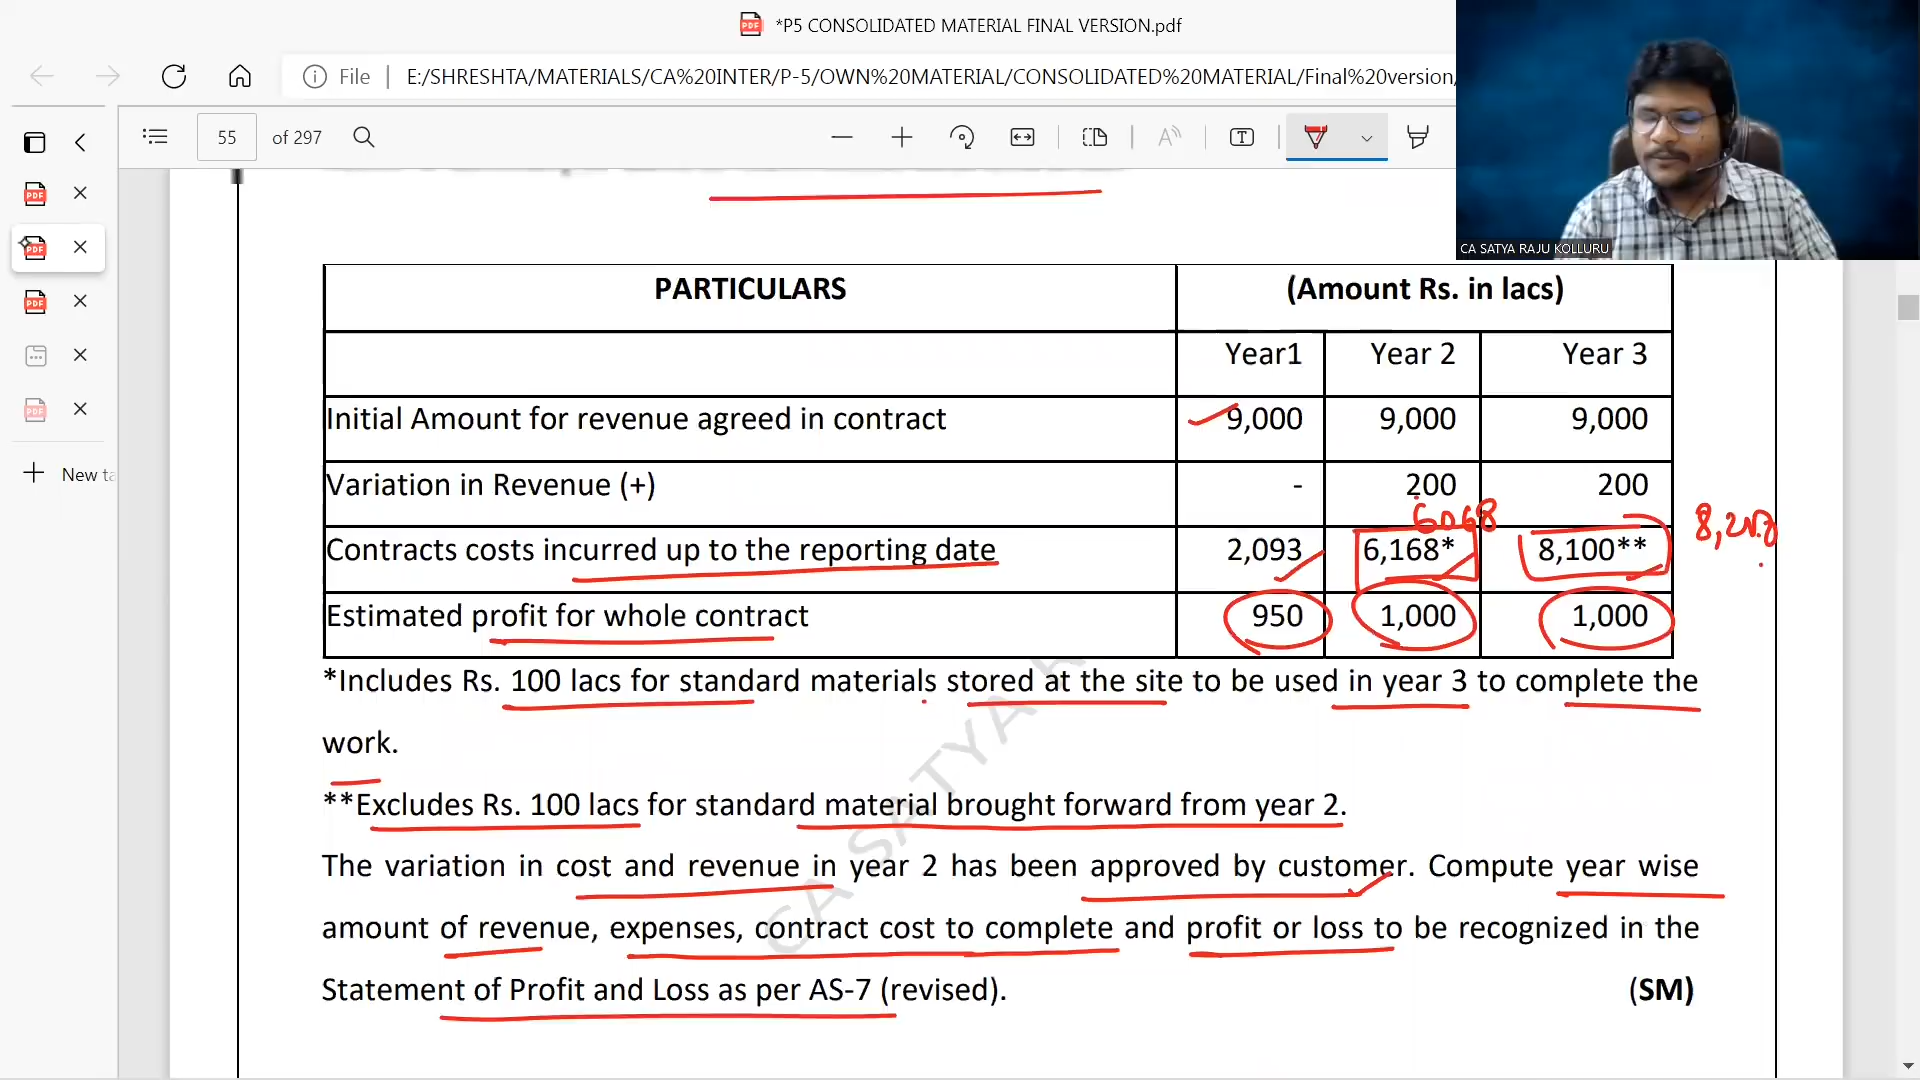 *P5 CONSOLIDATED MATERIAL FINAL VERSION.pdf
File | E:/SHRESHTA/MATERIALS/CA%20INTER/P-5/OWN%20MATERIAL/CONSOLIDATED%20MATERIAL/Final%20version,
55 of 297
CA SATYA RAJU KOLLURU
New ta
PARTICULARS (Amount Rs. in lacs)
Year1 Year 2 Year 3
Initial Amount for revenue agreed in contract 9,000 9,000 9,000
Variation in Revenue (+) - 200 200
6068
Contracts costs incurred up to the reporting date 2,093 6,168* 8,100**
Estimated profit for whole contract 950 1,000 1,000
*Includes Rs. 100 lacs for standard materials stored at the site to be used in year 3 to complete the
work.
**Excludes Rs. 100 lacs for standard material brought forward from year 2.
The variation in cost and revenue in year 2 has been approved by customer. Compute year wise
amount of revenue, expenses, contract cost to complete and profit or loss to be recognized in the
Statement of Profit and Loss as per AS-7 (revised). (SM)
CA SATYA R